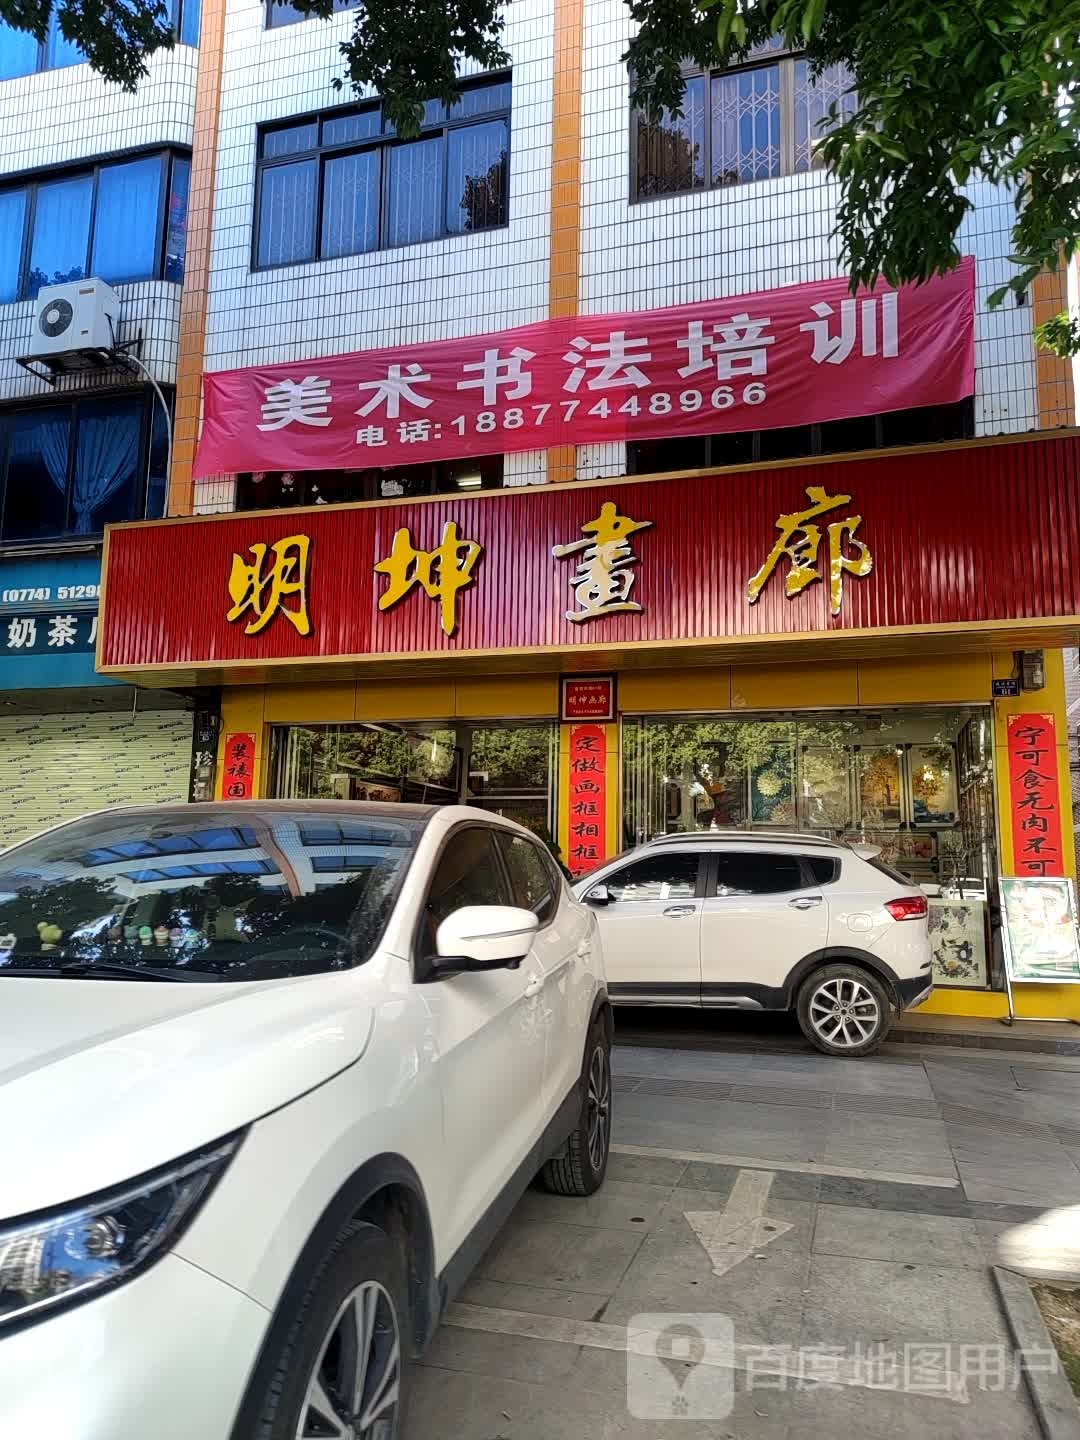 美术书法培训
电话:18877448966
明坤畫廊
(0774) 5129
奶茶
明坤画廊
61
装裱国
定做画框相框
宁可食无肉不可
百度地图用户